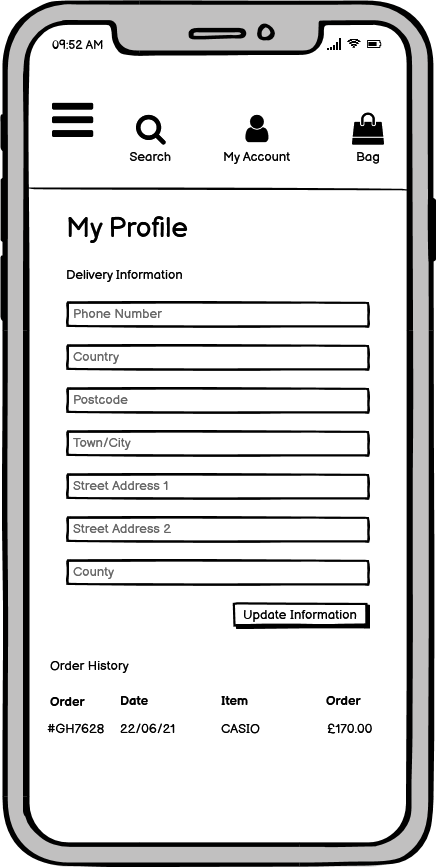 09:52 AM
Search My Account Bag
My Profile
Delivery Information
Phone Number
Country
Postcode
Town/City
Street Address 1
Street Address 2
County
Update Information
Order History
Order Date Item Order
#GH7628 22/06/21 CASIO £170.00